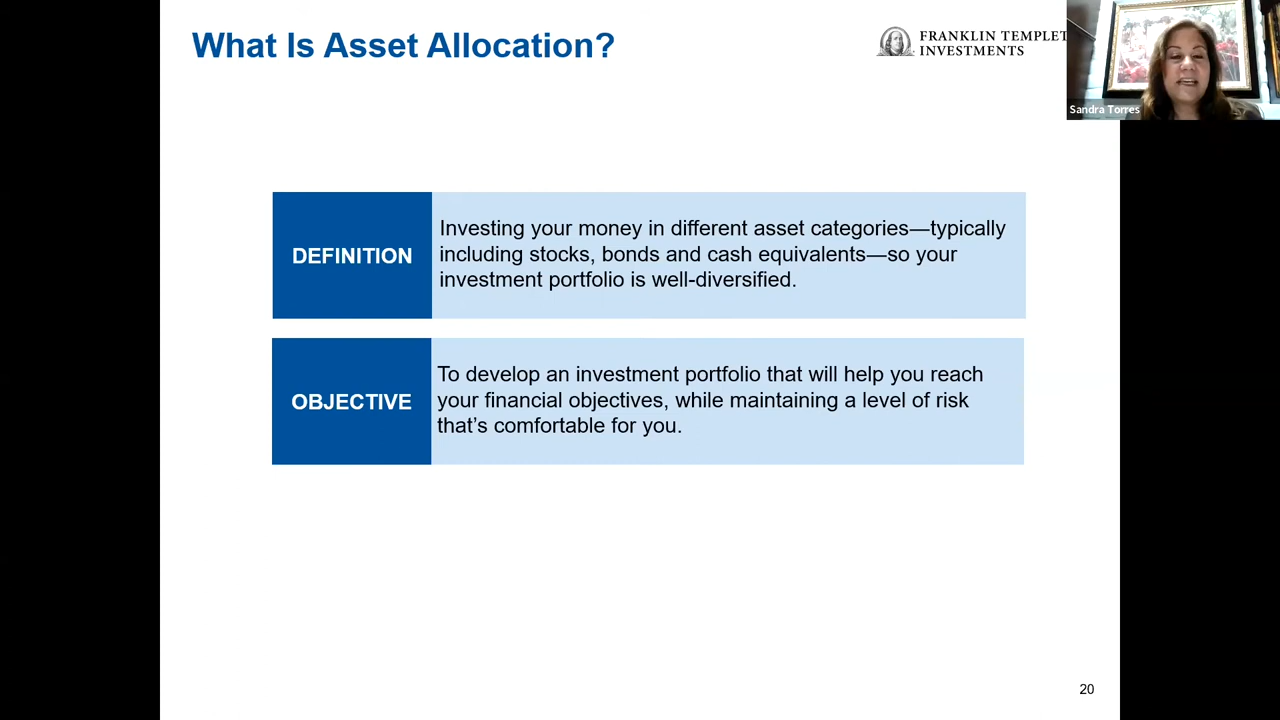 What Is Asset Allocation?
FRANKLIN TEMPLET
INVESTMENTS
Sandra Torres
DEFINITION
Investing your money in different asset categories—typically
including stocks, bonds and cash equivalents—so your
investment portfolio is well-diversified.
OBJECTIVE
To develop an investment portfolio that will help you reach
your financial objectives, while maintaining a level of risk
that’s comfortable for you.
20